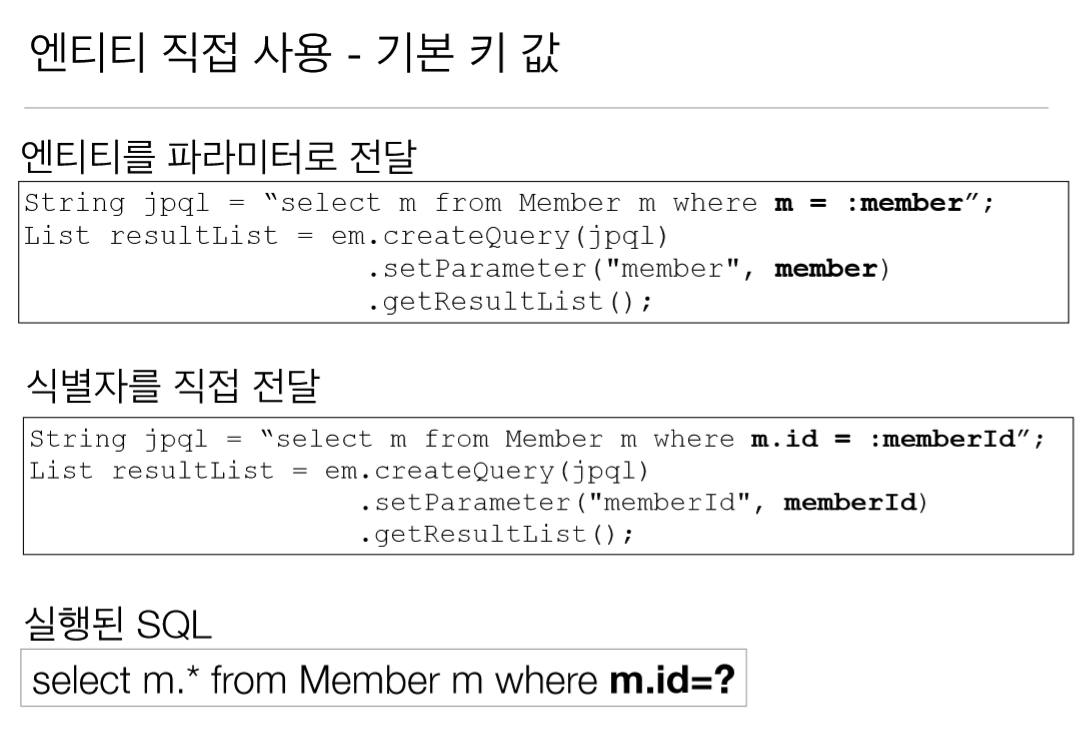 엔티티 직접 사용 - 기본 키 값
엔티티를 파라미터로 전달
String jpql = “select m from Member m where m = :member”;
List resultList = em.createQuery(jpql)
.setParameter("member", member)
.getResultList();
식별자를 직접 전달
String jpql = “select m from Member m where m.id = :memberId”;
List resultList = em.createQuery(jpql)
.setParameter("memberId", memberId)
.getResultList();
실행된 SQL
select m.* from Member m where m.id=?